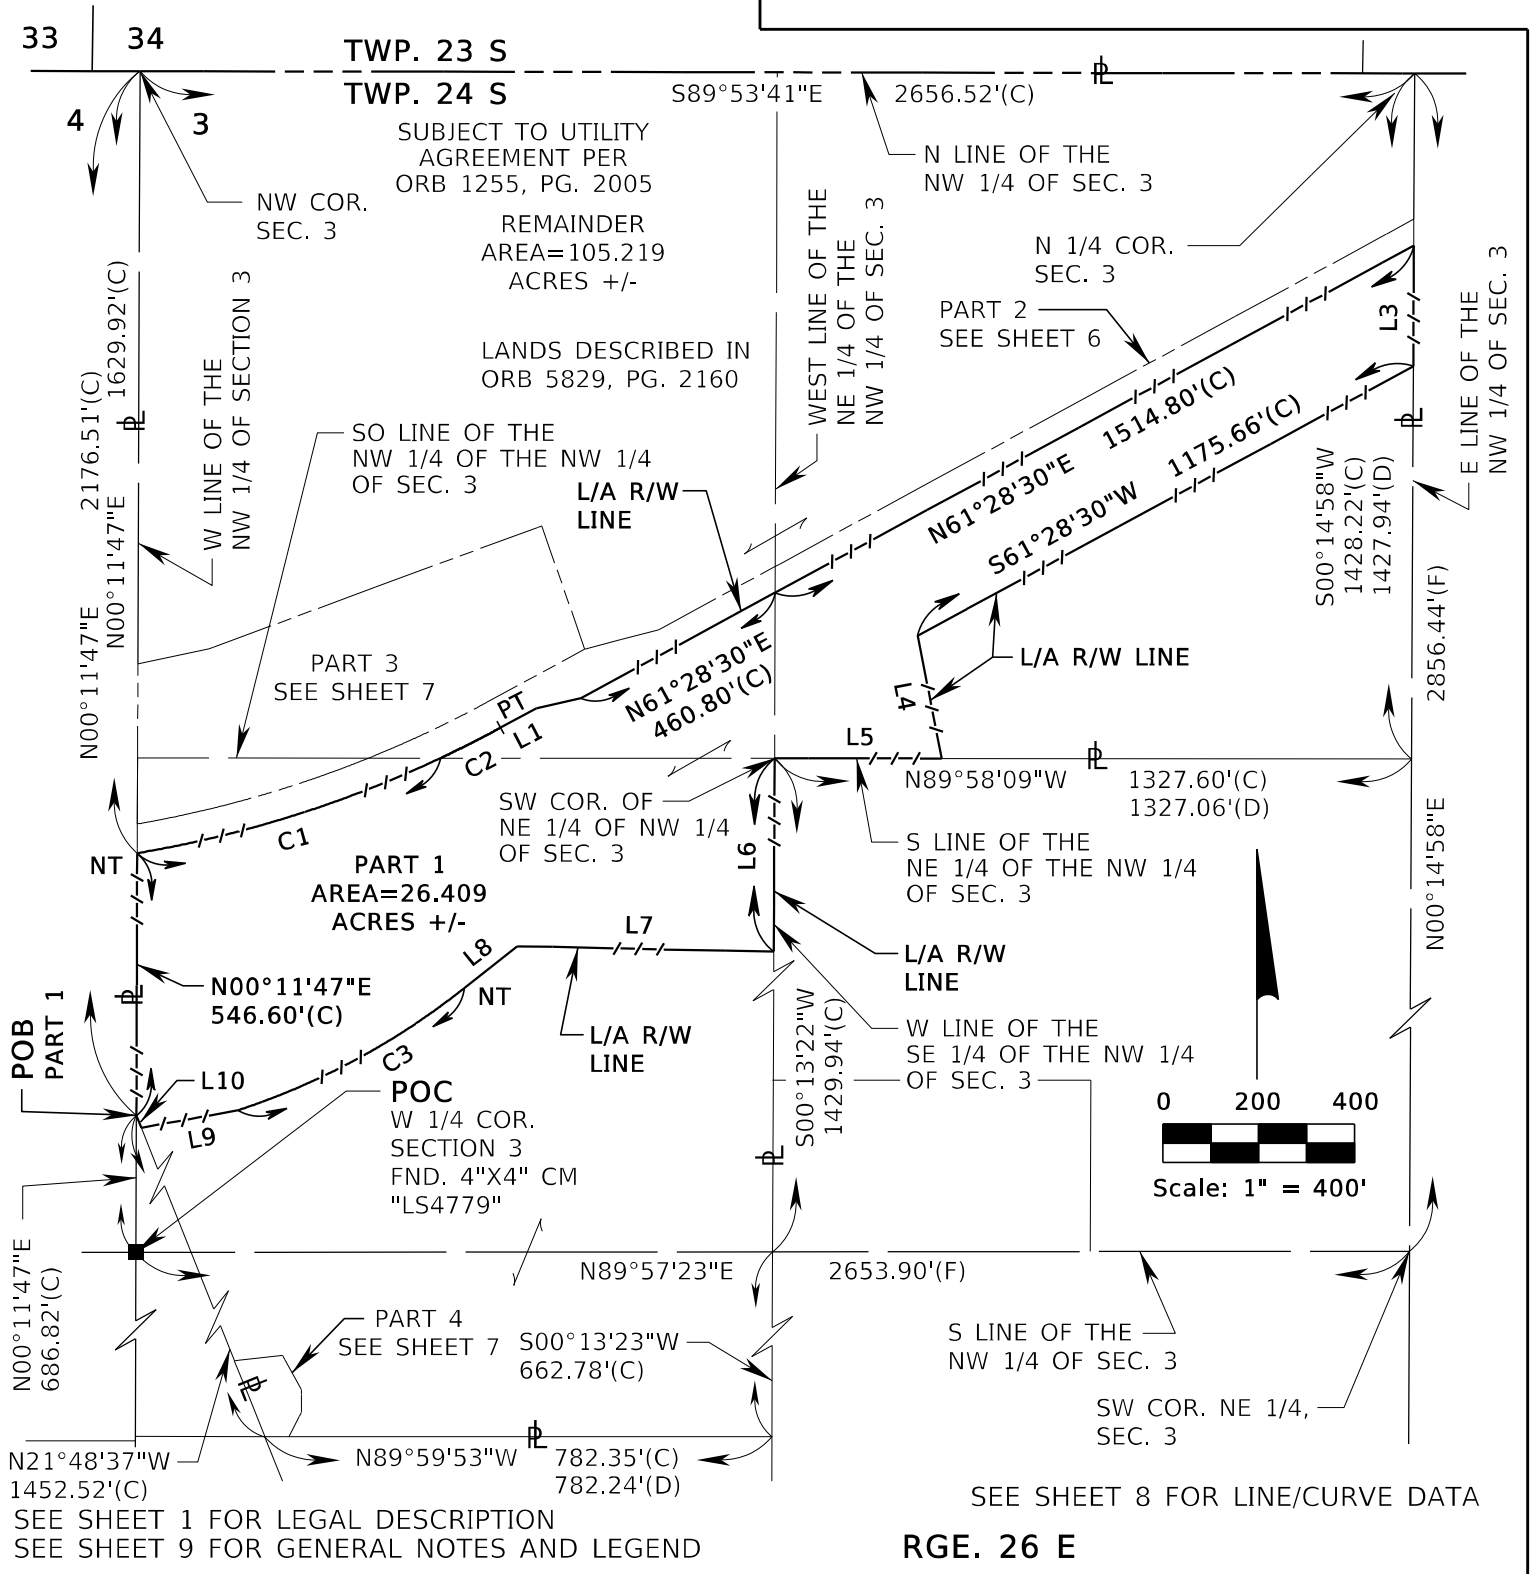 33
34
TWP. 23 S
TWP. 24 S
4
3
S89°53'41"E
2656.52'(C)
P̲L
SUBJECT TO UTILITY
AGREEMENT PER
ORB 1255, PG. 2005
N LINE OF THE
NW 1/4 OF SEC. 3
NW COR.
SEC. 3
REMAINDER
AREA=105.219
ACRES +/-
N 1/4 COR.
SEC. 3
WEST LINE OF THE
NE 1/4 OF THE
NW 1/4 OF SEC. 3
PART 2
SEE SHEET 6
L3
E LINE OF THE
NW 1/4 OF SEC. 3
2176.51'(C)
1629.92'(C)
PL
W LINE OF THE
NW 1/4 OF SECTION 3
N00°11'47"E
N00°11'47"E
LANDS DESCRIBED IN
ORB 5829, PG. 2160
SO LINE OF THE
NW 1/4 OF THE NW 1/4
OF SEC. 3
L/A R/W
LINE
N61°28'30"E 1514.80'(C)
S61°28'30"W 1175.66'(C)
PL
S00°14'58"W
1428.22'(C)
1427.94'(D)
2856.44'(F)
N00°14'58"E
PART 3
SEE SHEET 7
PT
N61°28'30"E
460.80'(C)
L/A R/W LINE
L4
L1
C2
L5
PL
N89°58'09"W
1327.60'(C)
1327.06'(D)
C1
SW COR. OF
NE 1/4 OF NW 1/4
OF SEC. 3
L6
S LINE OF THE
NE 1/4 OF THE NW 1/4
OF SEC. 3
NT
PART 1
AREA=26.409
ACRES +/-
L7
L8
NT
L/A R/W
LINE
N00°11'47"E
546.60'(C)
PL
POB
PART 1
C3
L/A R/W
LINE
S00°13'22"W
1429.94'(C)
W LINE OF THE
SE 1/4 OF THE NW 1/4
OF SEC. 3
L10
L9
POC
W 1/4 COR.
SECTION 3
FND. 4"X4" CM
"LS4779"
PL
0 200 400
Scale: 1" = 400'
N00°11'47"E
686.82'(C)
N89°57'23"E
2653.90'(F)
PART 4
SEE SHEET 7
S00°13'23"W
662.78'(C)
S LINE OF THE
NW 1/4 OF SEC. 3
PL
SW COR. NE 1/4,
SEC. 3
N21°48'37"W
1452.52'(C)
N89°59'53"W
PL
782.35'(C)
782.24'(D)
SEE SHEET 8 FOR LINE/CURVE DATA
SEE SHEET 1 FOR LEGAL DESCRIPTION
SEE SHEET 9 FOR GENERAL NOTES AND LEGEND
RGE. 26 E